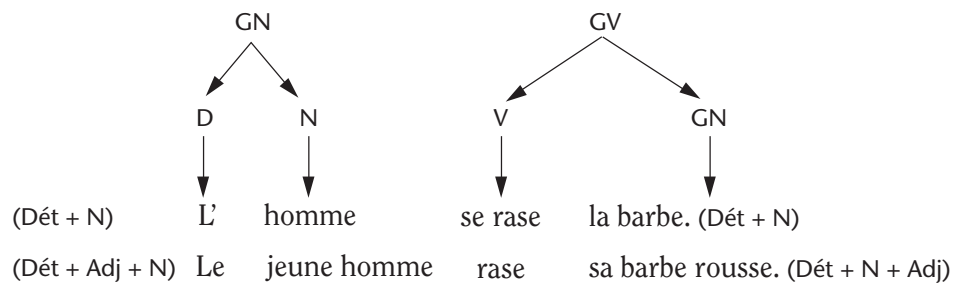 GN GV
D N V GN
(Dét + N) L’ homme se rase la barbe. (Dét + N)
(Dét + Adj + N) Le jeune homme rase sa barbe rousse. (Dét + N + Adj)